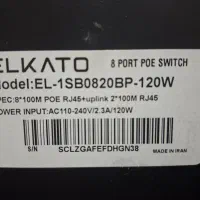 ELKATO 8 PORT POE SWITCH
Model:EL-1SB0820BP-120W
PEC:8*100M POE RJ45+uplink 2*100M RJ45
POWER INPUT:AC110-240V/2.3A/120W
S/N
SCLZGAFEFDHGN38
MADE IN IRAN